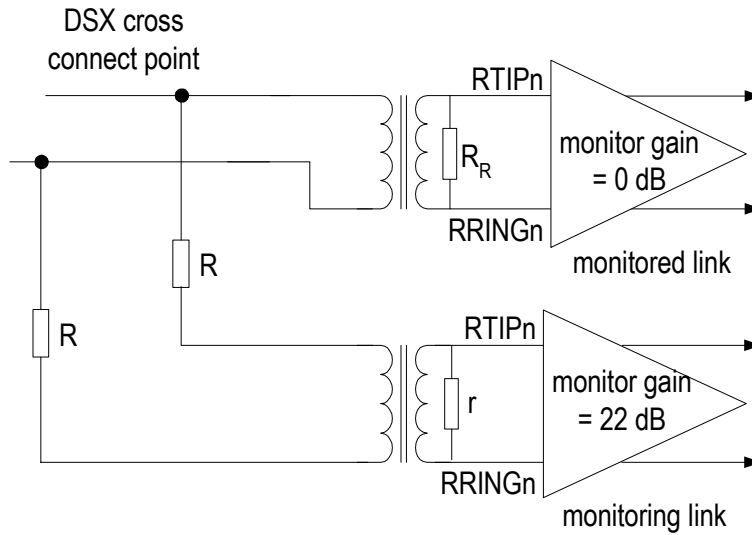 DSX cross
connect point
RTIPn
R_R
monitor gain
= 0 dB
RRINGn
monitored link
R
R
RTIPn
r
monitor gain
= 22 dB
RRINGn
monitoring link